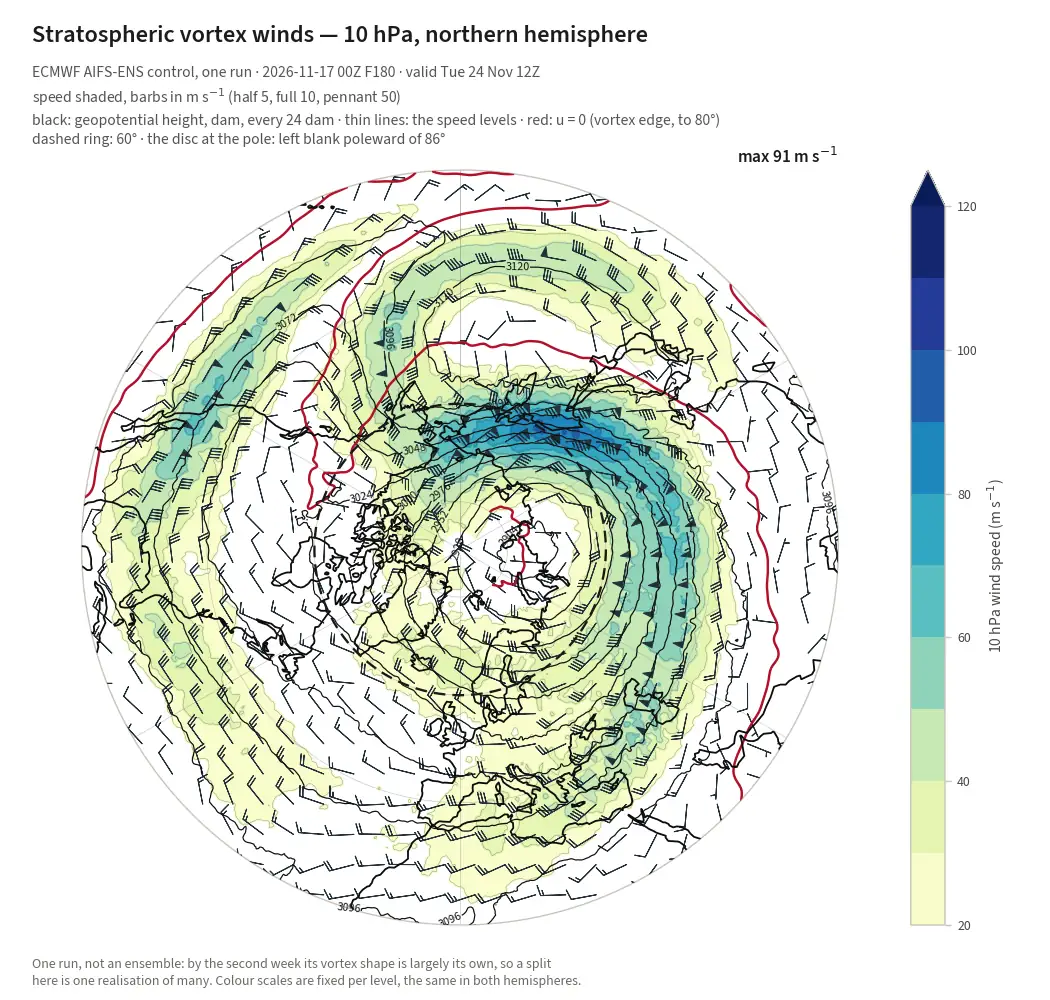 Stratospheric vortex winds — 10 hPa, northern hemisphere
ECMWF AIFS-ENS control, one run · 2026-11-17 00Z F180 · valid Tue 24 Nov 12Z
speed shaded, barbs in m s⁻¹ (half 5, full 10, pennant 50)
black: geopotential height, dam, every 24 dam · thin lines: the speed levels · red: u = 0 (vortex edge, to 80°)
dashed ring: 60° · the disc at the pole: left blank poleward of 86°
max 91 m s⁻¹
120
100
80
60
40
20
10 hPa wind speed (m s⁻¹)
3120
3120
3072
3096
3048
3024
3096
3096
3096
One run, not an ensemble: by the second week its vortex shape is largely its own, so a split
here is one realisation of many. Colour scales are fixed per level, the same in both hemispheres.